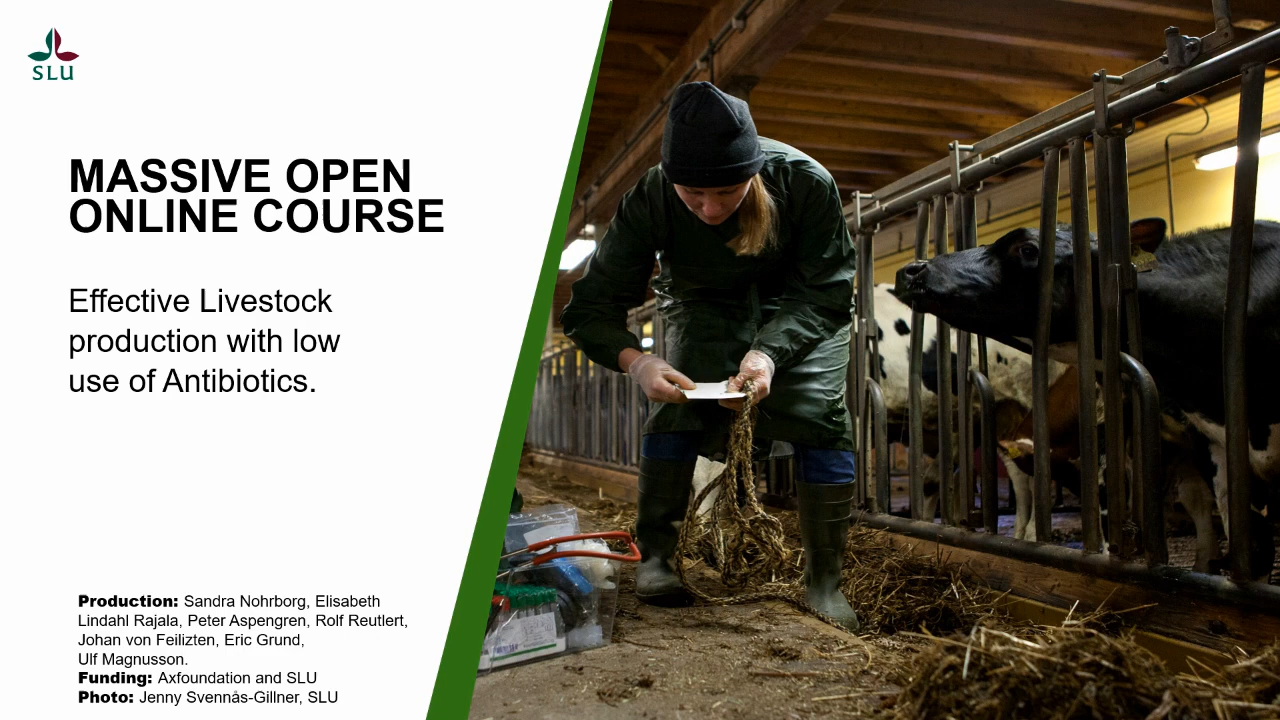 SLU
MASSIVE OPEN
ONLINE COURSE
Effective Livestock
production with low
use of Antibiotics.
Production: Sandra Nohrborg, Elisabeth
Lindahl Rajala, Peter Aspengren, Rolf Reutlert,
Johan von Feilizten, Eric Grund,
Ulf Magnusson.
Funding: Axfoundation and SLU
Photo: Jenny Svennås-Gillner, SLU